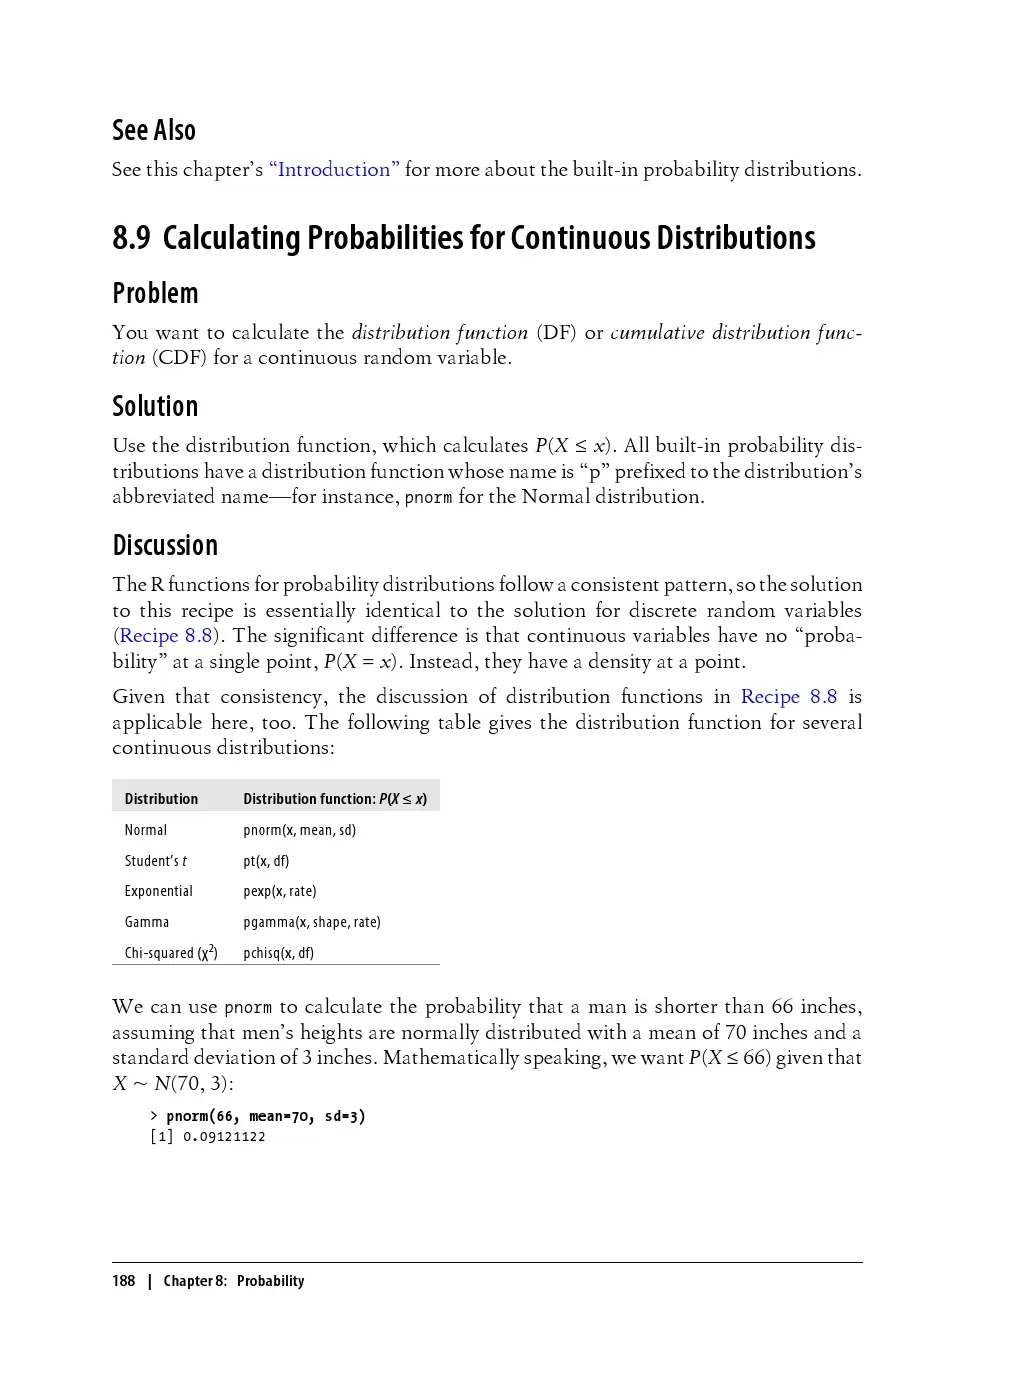 See Also
See this chapter’s “Introduction” for more about the built-in probability distributions.
8.9 Calculating Probabilities for Continuous Distributions
Problem
You want to calculate the distribution function (DF) or cumulative distribution func-
tion (CDF) for a continuous random variable.
Solution
Use the distribution function, which calculates P(X ≤ x). All built-in probability dis-
tributions have a distribution function whose name is “p” prefixed to the distribution’s
abbreviated name—for instance, pnorm for the Normal distribution.
Discussion
The R functions for probability distributions follow a consistent pattern, so the solution
to this recipe is essentially identical to the solution for discrete random variables
(Recipe 8.8). The significant difference is that continuous variables have no “proba-
bility” at a single point, P(X = x). Instead, they have a density at a point.
Given that consistency, the discussion of distribution functions in Recipe 8.8 is
applicable here, too. The following table gives the distribution function for several
continuous distributions:
Distribution Distribution function: P(X ≤ x)
Normal pnorm(x, mean, sd)
Student’s t pt(x, df)
Exponential pexp(x, rate)
Gamma pgamma(x, shape, rate)
Chi-squared (χ²) pchisq(x, df)
We can use pnorm to calculate the probability that a man is shorter than 66 inches,
assuming that men’s heights are normally distributed with a mean of 70 inches and a
standard deviation of 3 inches. Mathematically speaking, we want P(X ≤ 66) given that
X ~ N(70, 3):
> pnorm(66, mean=70, sd=3)
[1] 0.09121122
188 | Chapter 8: Probability